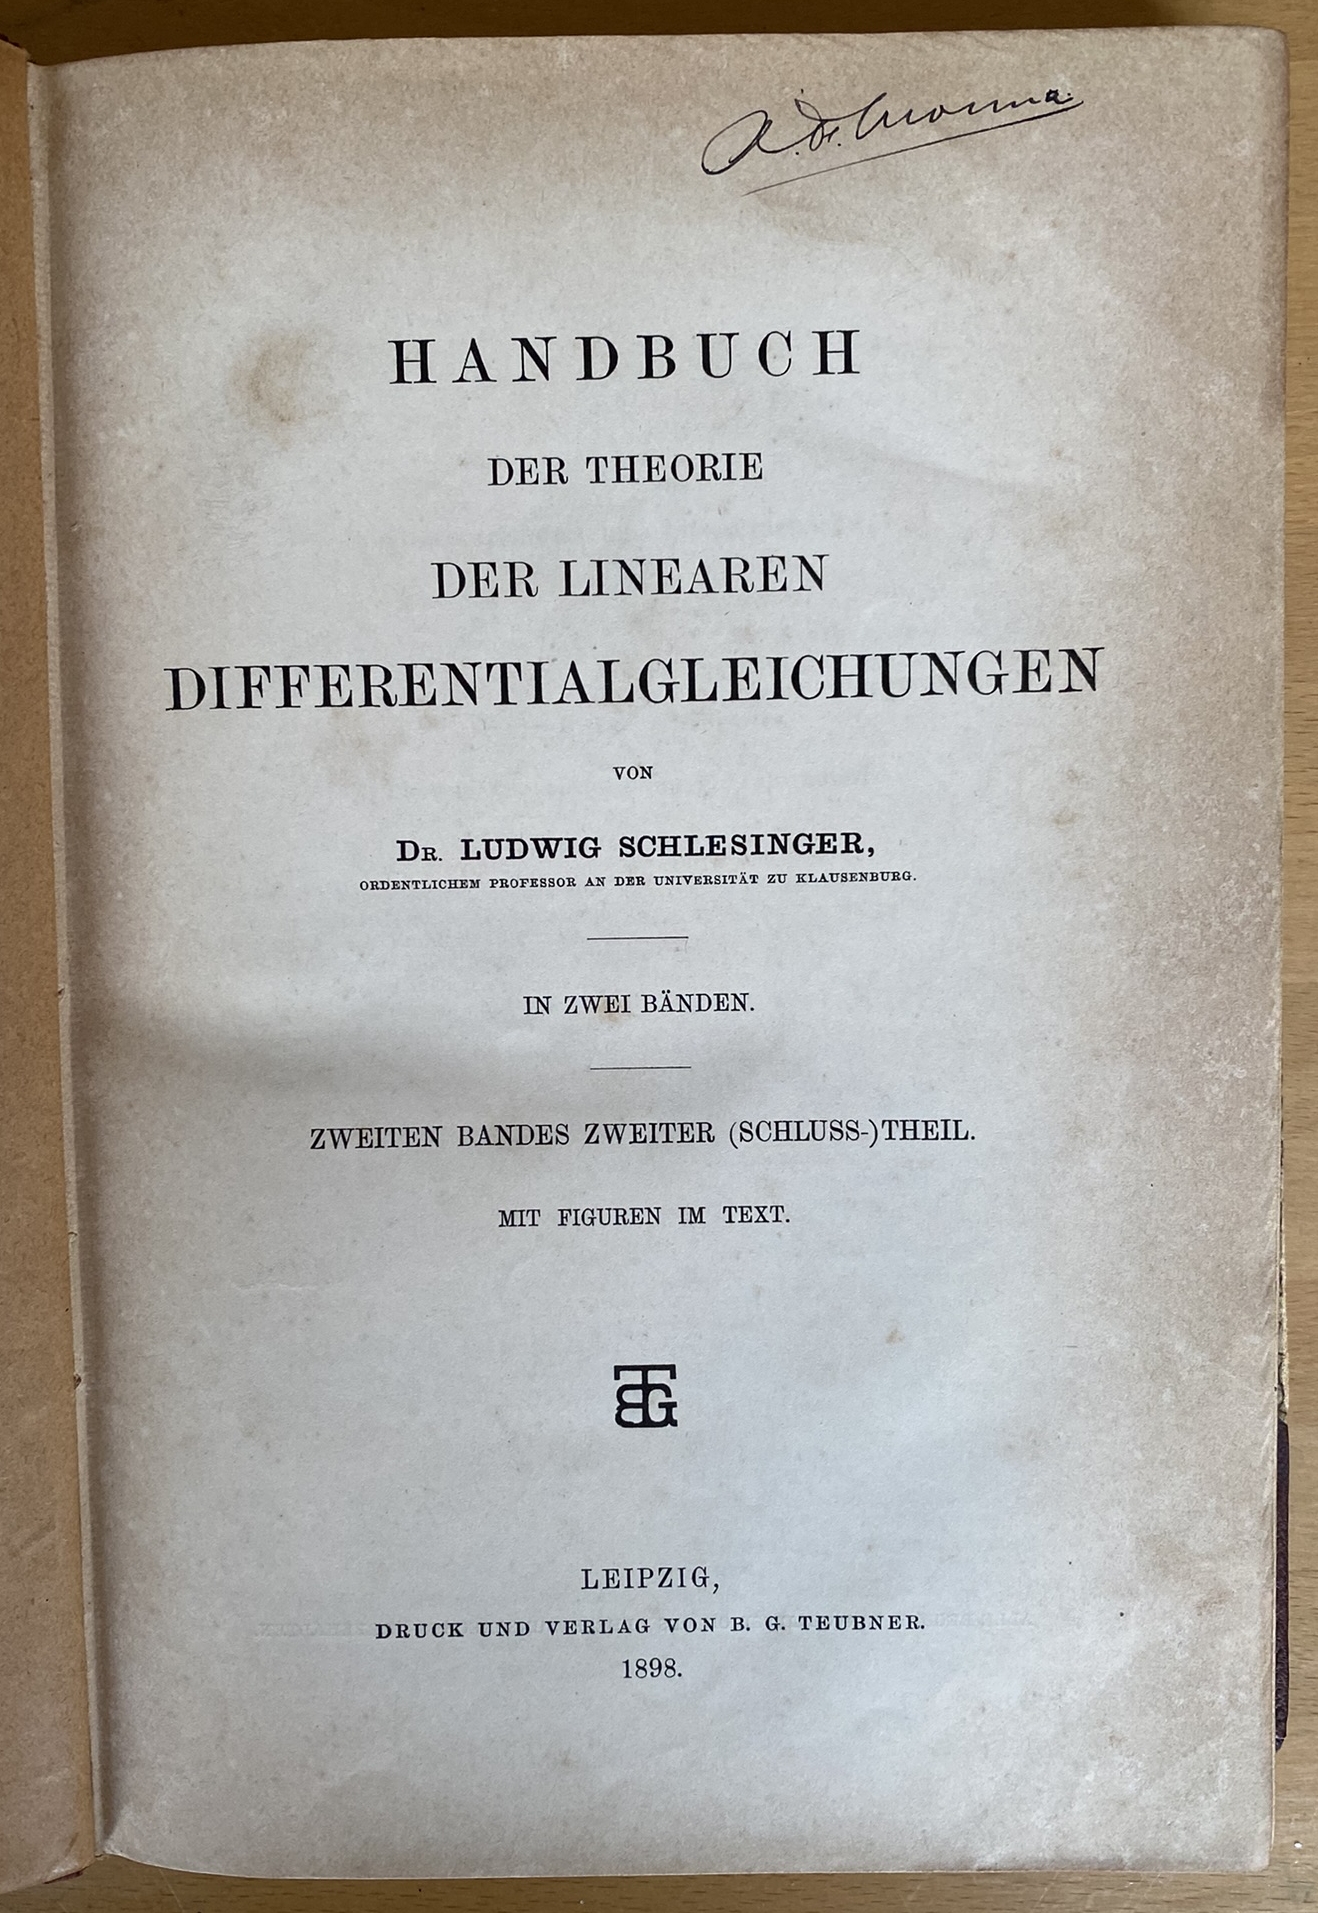 HANDBUCH
DER THEORIE
DER LINEAREN
DIFFERENTIALGLEICHUNGEN
VON
DR. LUDWIG SCHLESINGER,
ORDENTLICHEM PROFESSOR AN DER UNIVERSITÄT ZU KLAUSENBURG.
IN ZWEI BÄNDEN.
ZWEITEN BANDES ZWEITER (SCHLUSS-)THEIL.
MIT FIGUREN IM TEXT.
BTG
LEIPZIG,
DRUCK UND VERLAG VON B. G. TEUBNER.
1898.